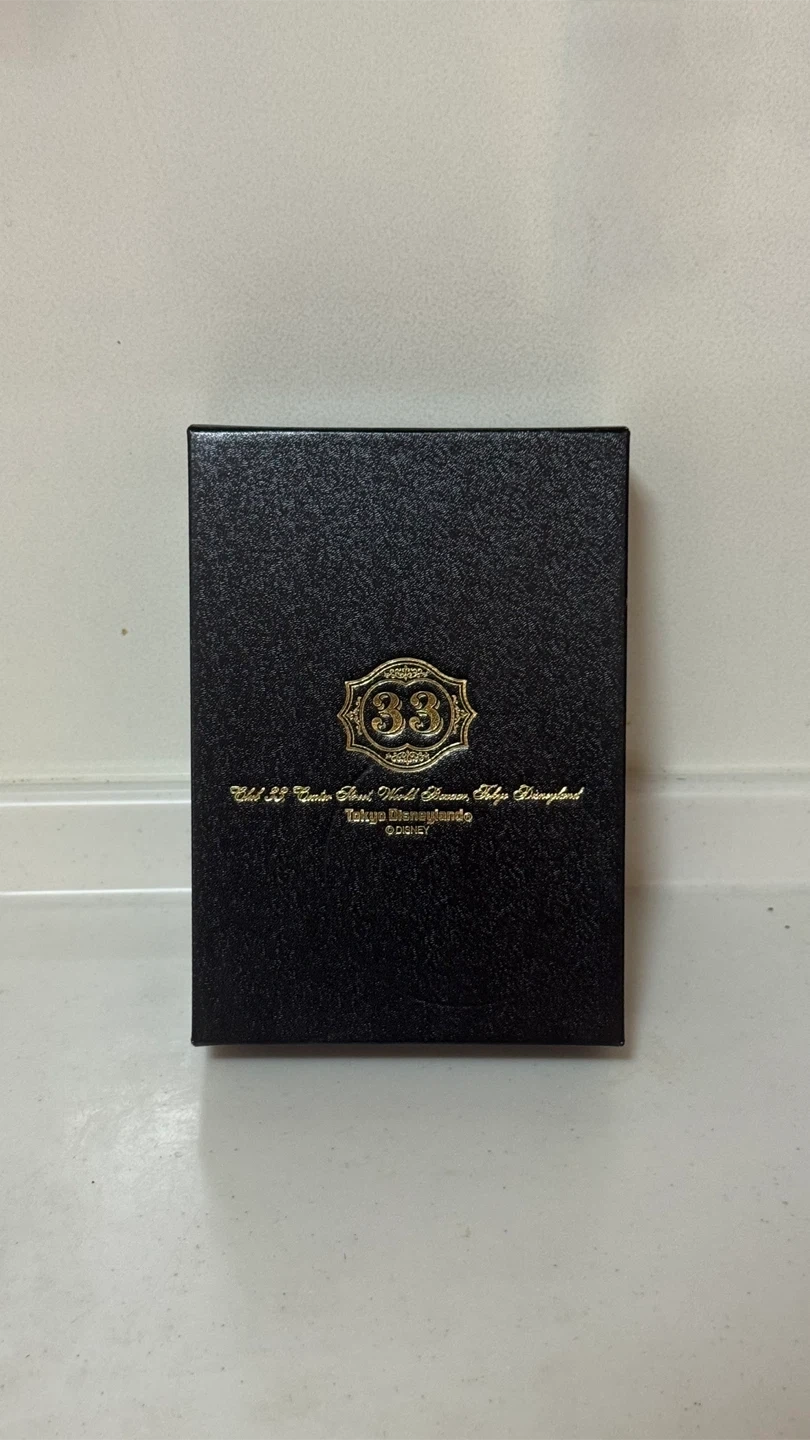 33
Club 33 Center Street World Bazaar, Tokyo Disneyland
Tokyo Disneyland®
© DISNEY